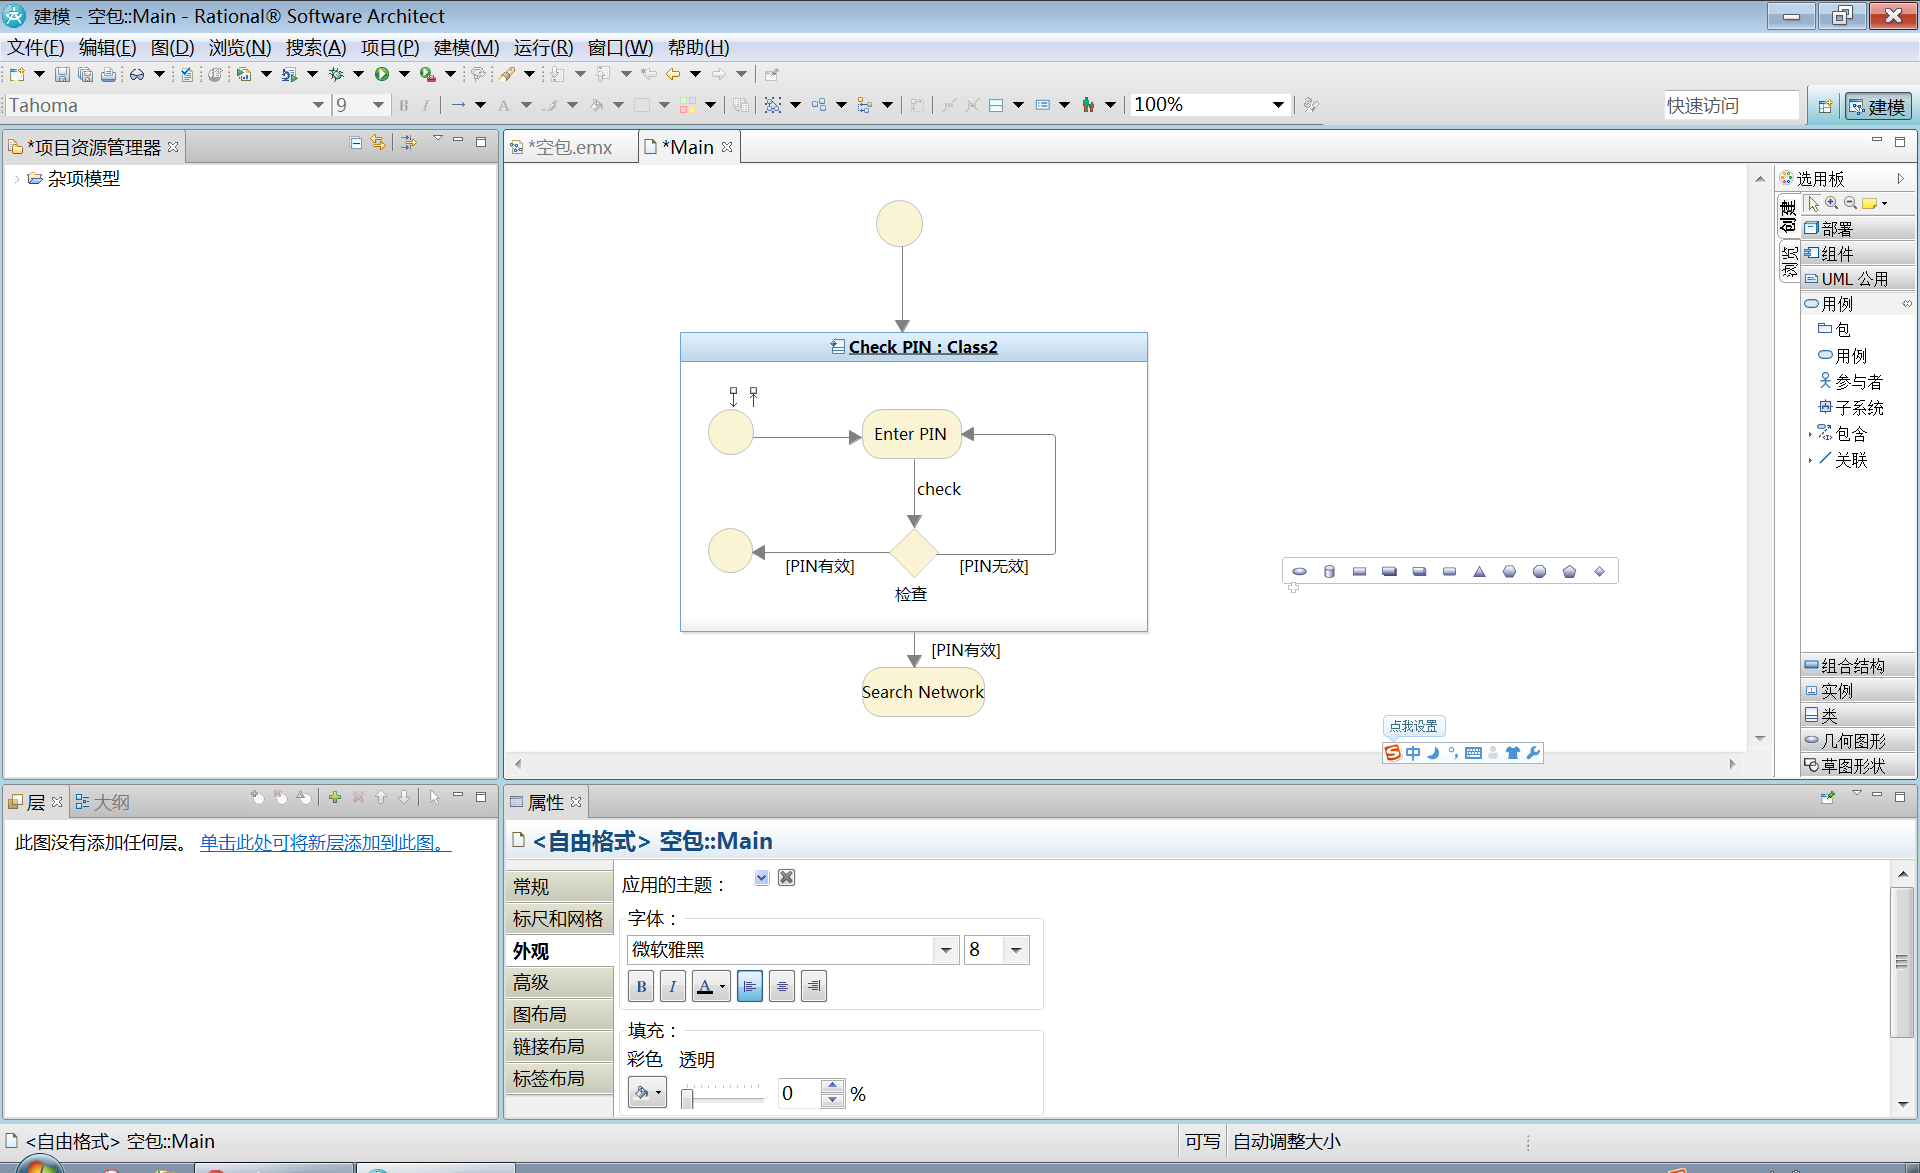 建模 - 空包::Main - Rational® Software Architect
文件(F) 编辑(E) 图(D) 浏览(N) 搜索(A) 项目(P) 建模(M) 运行(R) 窗口(W) 帮助(H)
Tahoma 9 B I A 100% 快速访问 建模
*项目资源管理器
杂项模型
*空包.emx *Main
Check PIN : Class2
Enter PIN
check
[PIN有效] [PIN无效]
检查
[PIN有效]
Search Network
点我设置
中
选用板
创建
浏览
部署
组件
UML 公用
用例
包
用例
参与者
子系统
包含
关联
组合结构
实例
类
几何图形
草图形状
层 大纲
此图没有添加任何层。 单击此处可将新层添加到此图。
属性
<自由格式> 空包::Main
常规
标尺和网格
外观
高级
图布局
链接布局
标签布局
应用的主题：
字体：
微软雅黑 8
B I A
填充：
彩色 透明
0 %
<自由格式> 空包::Main 可写 自动调整大小